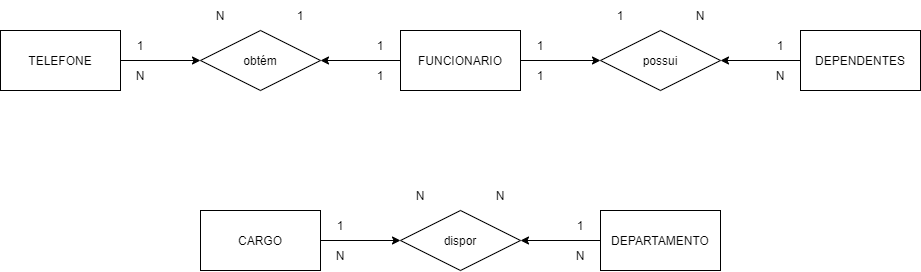 N 1 1 N
1 1 1 1
TELEFONE obtém FUNCIONARIO possui DEPENDENTES
N 1 1 N
N N
1 1
CARGO dispor DEPARTAMENTO
N N